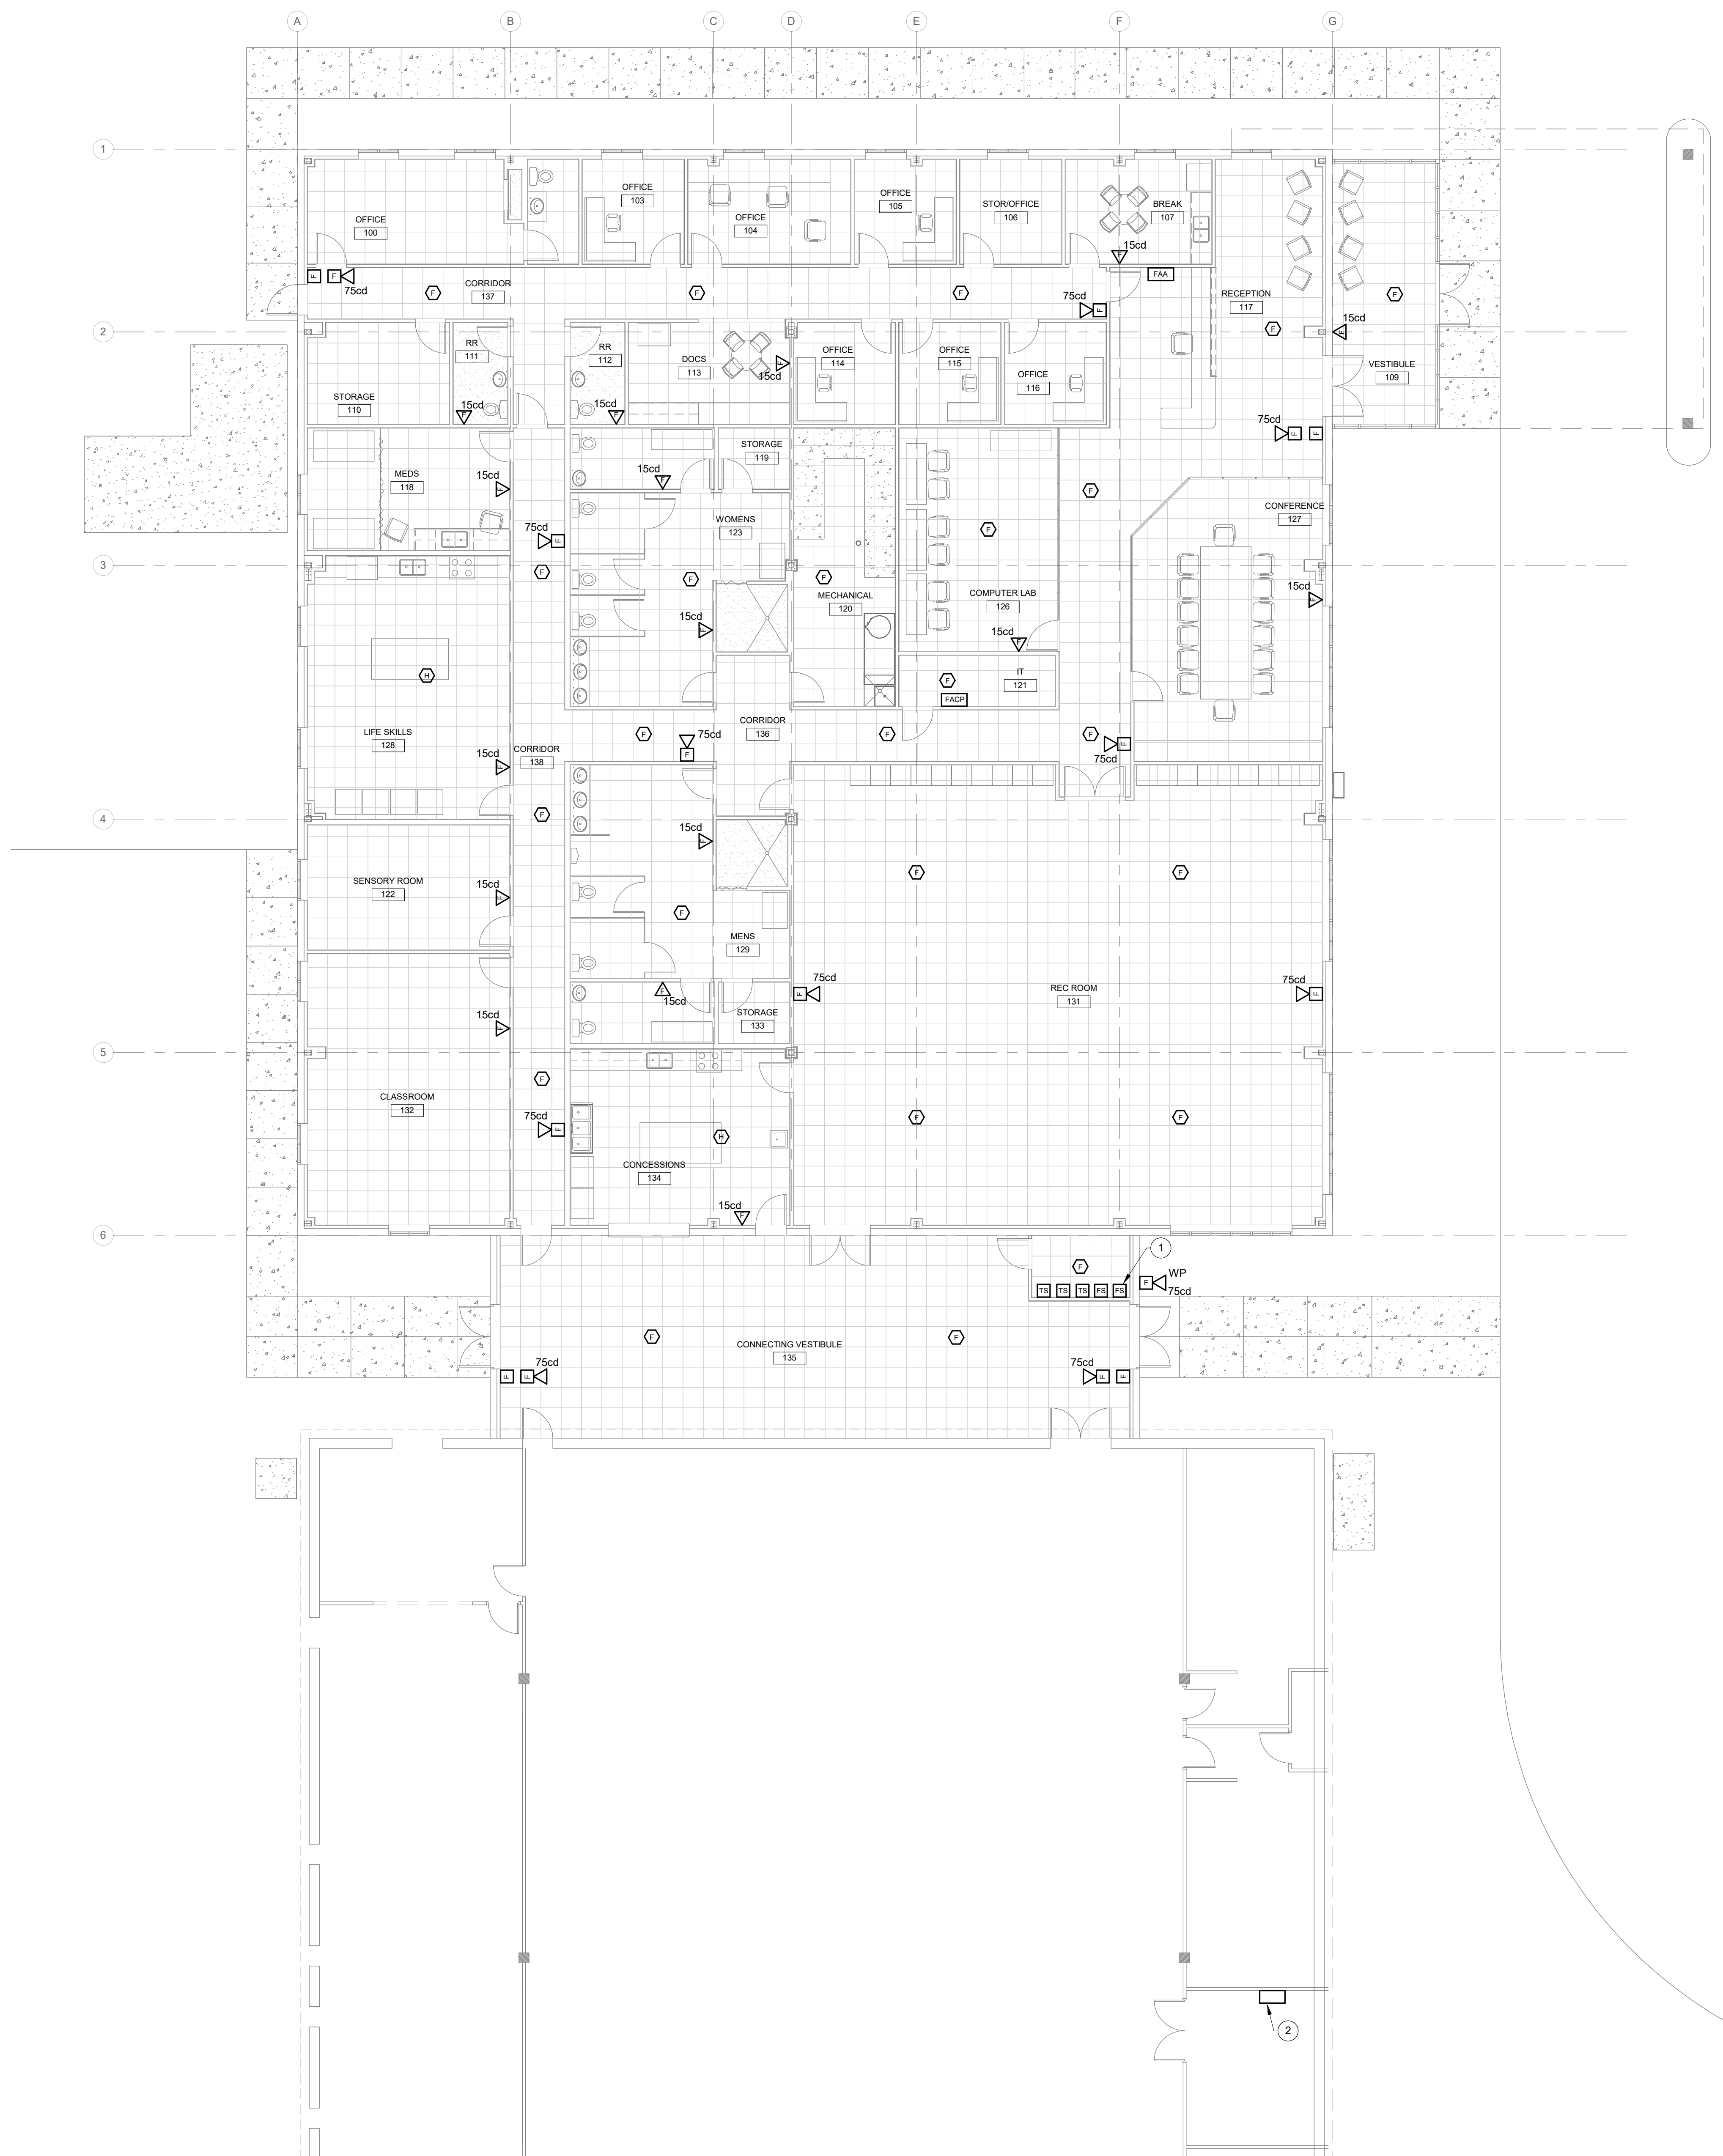 A B C D E F G
1
OFFICE
103
OFFICE
104
OFFICE
105
STOR/OFFICE
106
BREAK
107
OFFICE
100
15cd
F
F F
75cd
FAA
CORRIDOR
137
F
F
F
75cd
F
RECEPTION
117
F
F
2
15cd
F
RR
111
RR
112
DOCS
113
15cd
F
OFFICE
114
OFFICE
115
OFFICE
116
VESTIBULE
109
STORAGE
110
15cd
F
15cd
F
75cd
F F
MEDS
118
15cd
F
15cd
F
STORAGE
119
F
CONFERENCE
127
WOMENS
123
75cd
F
F
3
F
F
F
MECHANICAL
120
COMPUTER LAB
126
15cd
F
15cd
F
15cd
F
H
F
IT
121
FACP
LIFE SKILLS
128
15cd
F
CORRIDOR
138
F
75cd
F
CORRIDOR
136
F
F
75cd
F
4
F
15cd
F
F
F
SENSORY ROOM
122
15cd
F
F
MENS
129
75cd
F
75cd
F
REC ROOM
131
15cd
F
15cd
F
STORAGE
133
5
F
CLASSROOM
132
75cd
F
F
F
H
CONCESSIONS
134
15cd
F
6
1
F
TS TS TS FS FS
F
WP
75cd
F
F
CONNECTING VESTIBULE
135
75cd
F F
75cd
F F
2